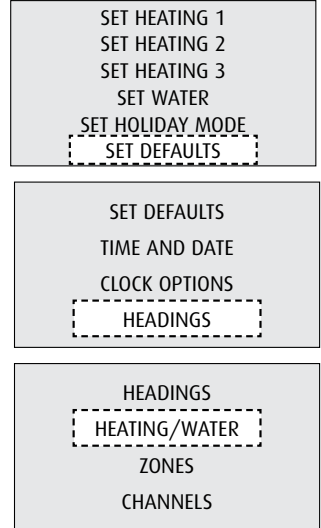 SET HEATING 1
SET HEATING 2
SET HEATING 3
SET WATER
SET HOLIDAY MODE
SET DEFAULTS
SET DEFAULTS
TIME AND DATE
CLOCK OPTIONS
HEADINGS
HEADINGS
HEATING/WATER
ZONES
CHANNELS